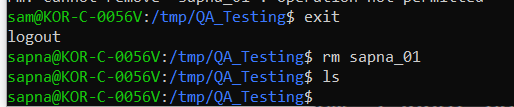 rm: cannot remove 'sapna_01': Operation not permitted
sam@KOR-C-0056V:/tmp/QA_Testing$ exit
logout
sapna@KOR-C-0056V:/tmp/QA_Testing$ rm sapna_01
sapna@KOR-C-0056V:/tmp/QA_Testing$ ls
sapna@KOR-C-0056V:/tmp/QA_Testing$